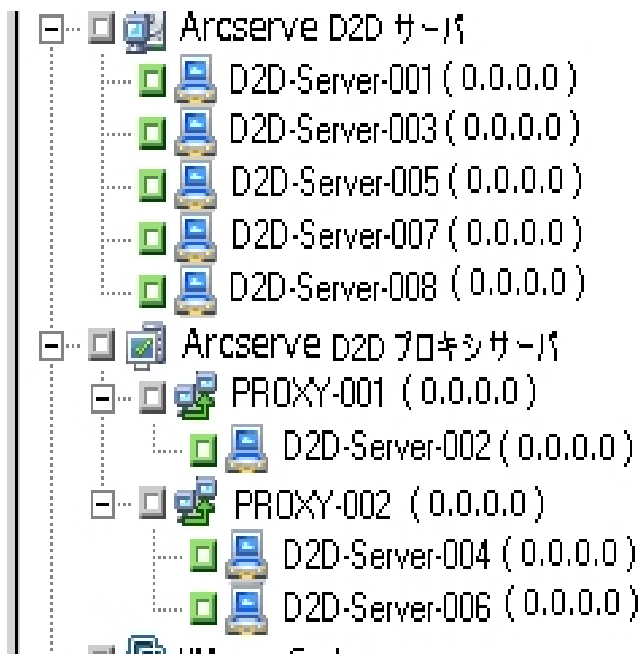 Arcserve D2D サーバ
D2D-Server-001 ( 0.0.0.0 )
D2D-Server-003 ( 0.0.0.0 )
D2D-Server-005 ( 0.0.0.0 )
D2D-Server-007 ( 0.0.0.0 )
D2D-Server-008 ( 0.0.0.0 )
Arcserve D2D プロキシ サーバ
PROXY-001 ( 0.0.0.0 )
D2D-Server-002 ( 0.0.0.0 )
PROXY-002 ( 0.0.0.0 )
D2D-Server-004 ( 0.0.0.0 )
D2D-Server-006 ( 0.0.0.0 )